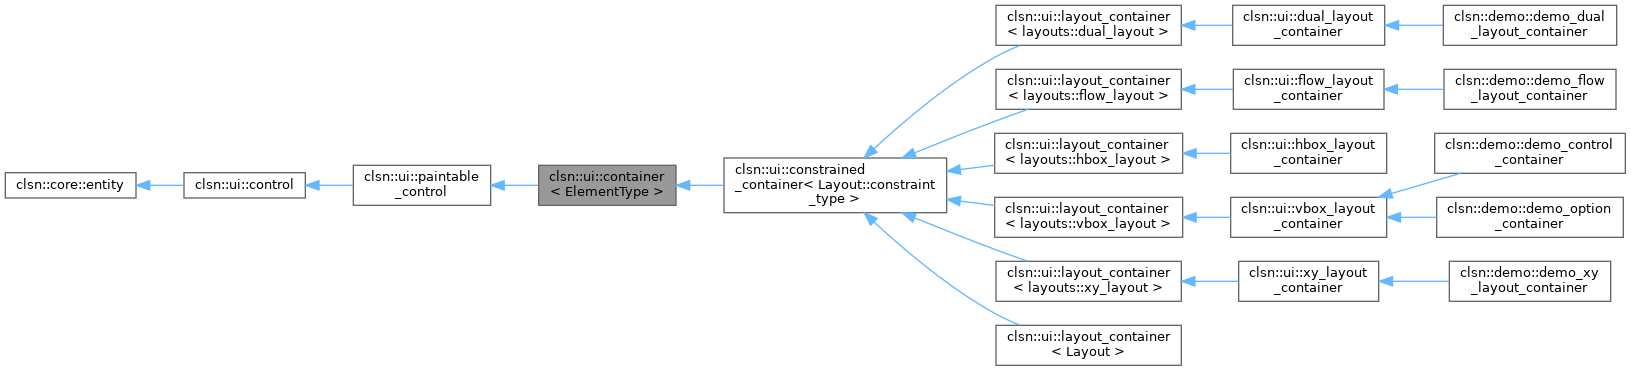 clsn::core::entity
clsn::ui::control
clsn::ui::paintable
_control
clsn::ui::container
< ElementType >
clsn::ui::constrained
_container< Layout::constraint
_type >
clsn::ui::layout_container
< layouts::dual_layout >
clsn::ui::dual_layout
_container
clsn::demo::demo_dual
_layout_container
clsn::ui::layout_container
< layouts::flow_layout >
clsn::ui::flow_layout
_container
clsn::demo::demo_flow
_layout_container
clsn::ui::layout_container
< layouts::hbox_layout >
clsn::ui::hbox_layout
_container
clsn::demo::demo_control
_container
clsn::ui::layout_container
< layouts::vbox_layout >
clsn::ui::vbox_layout
_container
clsn::demo::demo_option
_container
clsn::ui::layout_container
< layouts::xy_layout >
clsn::ui::xy_layout
_container
clsn::demo::demo_xy
_layout_container
clsn::ui::layout_container
< Layout >